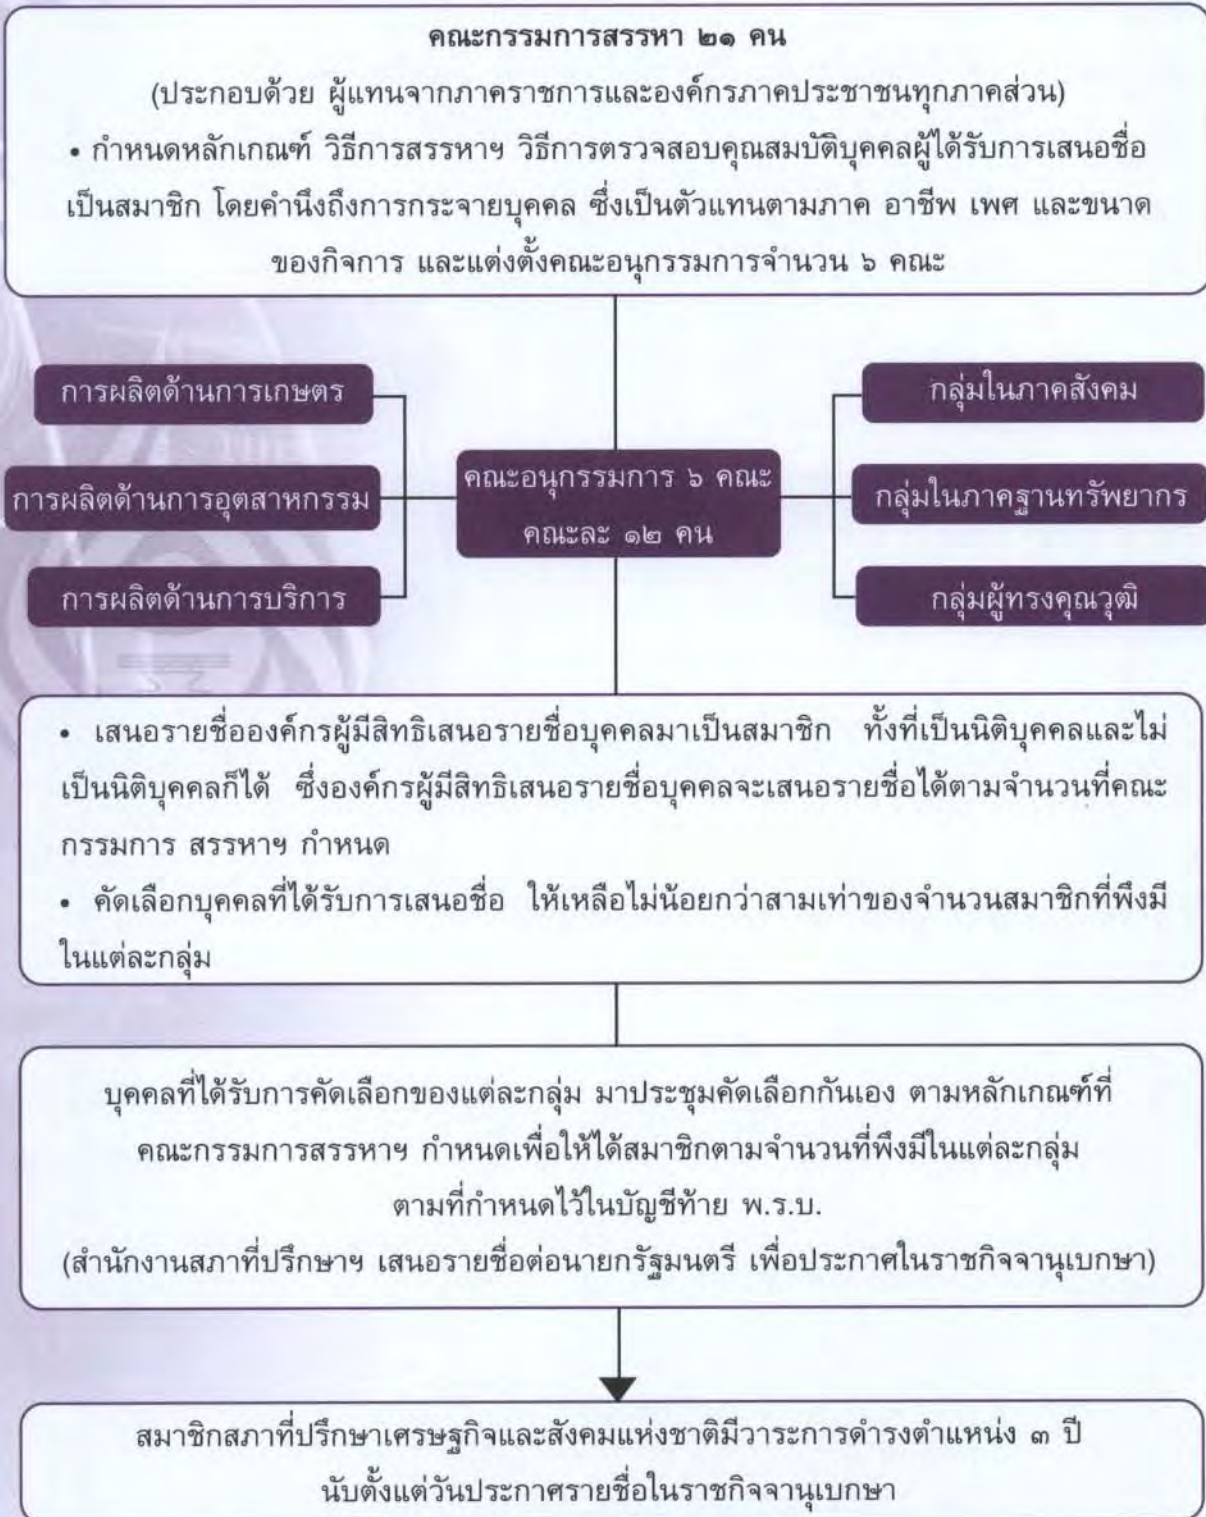 คณะกรรมการสรรหา ๒๑ คน
(ประกอบด้วย ผู้แทนจากภาคราชการและองค์กรภาคประชาชนทุกภาคส่วน)
• กำหนดหลักเกณฑ์ วิธีการสรรหาฯ วิธีการตรวจสอบคุณสมบัติบุคคลผู้ได้รับการเสนอชื่อ
เป็นสมาชิก โดยคำนึงถึงการกระจายบุคคล ซึ่งเป็นตัวแทนตามภาค อาชีพ เพศ และขนาด
ของกิจการ และแต่งตั้งคณะอนุกรรมการจำนวน ๖ คณะ
การผลิตด้านการเกษตร
การผลิตด้านการอุตสาหกรรม
การผลิตด้านการบริการ
คณะอนุกรรมการ ๖ คณะ
คณะละ ๑๒ คน
กลุ่มในภาคสังคม
กลุ่มในภาคฐานทรัพยากร
กลุ่มผู้ทรงคุณวุฒิ
• เสนอรายชื่อองค์กรผู้มีสิทธิเสนอรายชื่อบุคคลมาเป็นสมาชิก ทั้งที่เป็นนิติบุคคลและไม่
เป็นนิติบุคคลก็ได้ ซึ่งองค์กรผู้มีสิทธิเสนอรายชื่อบุคคลจะเสนอรายชื่อได้ตามจำนวนที่คณะ
กรรมการ สรรหาฯ กำหนด
• คัดเลือกบุคคลที่ได้รับการเสนอชื่อ ให้เหลือไม่น้อยกว่าสามเท่าของจำนวนสมาชิกที่พึงมี
ในแต่ละกลุ่ม
บุคคลที่ได้รับการคัดเลือกของแต่ละกลุ่ม มาประชุมคัดเลือกกันเอง ตามหลักเกณฑ์ที่
คณะกรรมการสรรหาฯ กำหนดเพื่อให้ได้สมาชิกตามจำนวนที่พึงมีในแต่ละกลุ่ม
ตามที่กำหนดไว้ในบัญชีท้าย พ.ร.บ.
(สำนักงานสภาที่ปรึกษาฯ เสนอรายชื่อต่อนายกรัฐมนตรี เพื่อประกาศในราชกิจจานุเบกษา)
สมาชิกสภาที่ปรึกษาเศรษฐกิจและสังคมแห่งชาติมีวาระการดำรงตำแหน่ง ๓ ปี
นับตั้งแต่วันประกาศรายชื่อในราชกิจจานุเบกษา